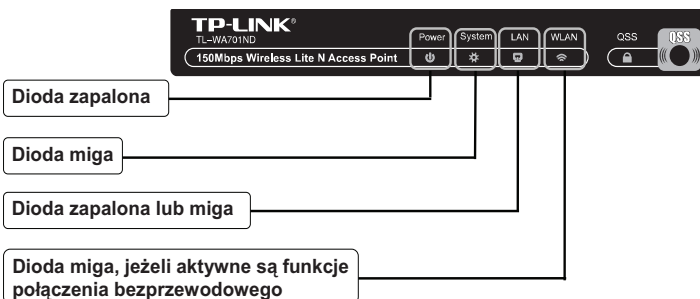 TP-LINK®
TL-WA701ND
Power System LAN WLAN QSS QSS
150Mbps Wireless Lite N Access Point
Dioda zapalona
Dioda miga
Dioda zapalona lub miga
Dioda miga, jeżeli aktywne są funkcje
połączenia bezprzewodowego